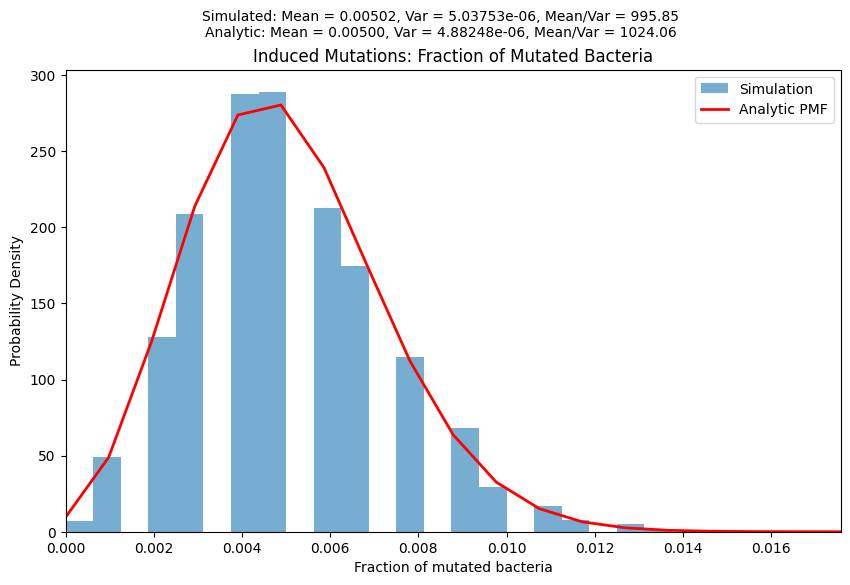 Simulated: Mean = 0.00502, Var = 5.03753e-06, Mean/Var = 995.85
Analytic: Mean = 0.00500, Var = 4.88248e-06, Mean/Var = 1024.06
Induced Mutations: Fraction of Mutated Bacteria
Simulation
Analytic PMF
Probability Density
300
250
200
150
100
50
0
0.000 0.002 0.004 0.006 0.008 0.010 0.012 0.014 0.016
Fraction of mutated bacteria